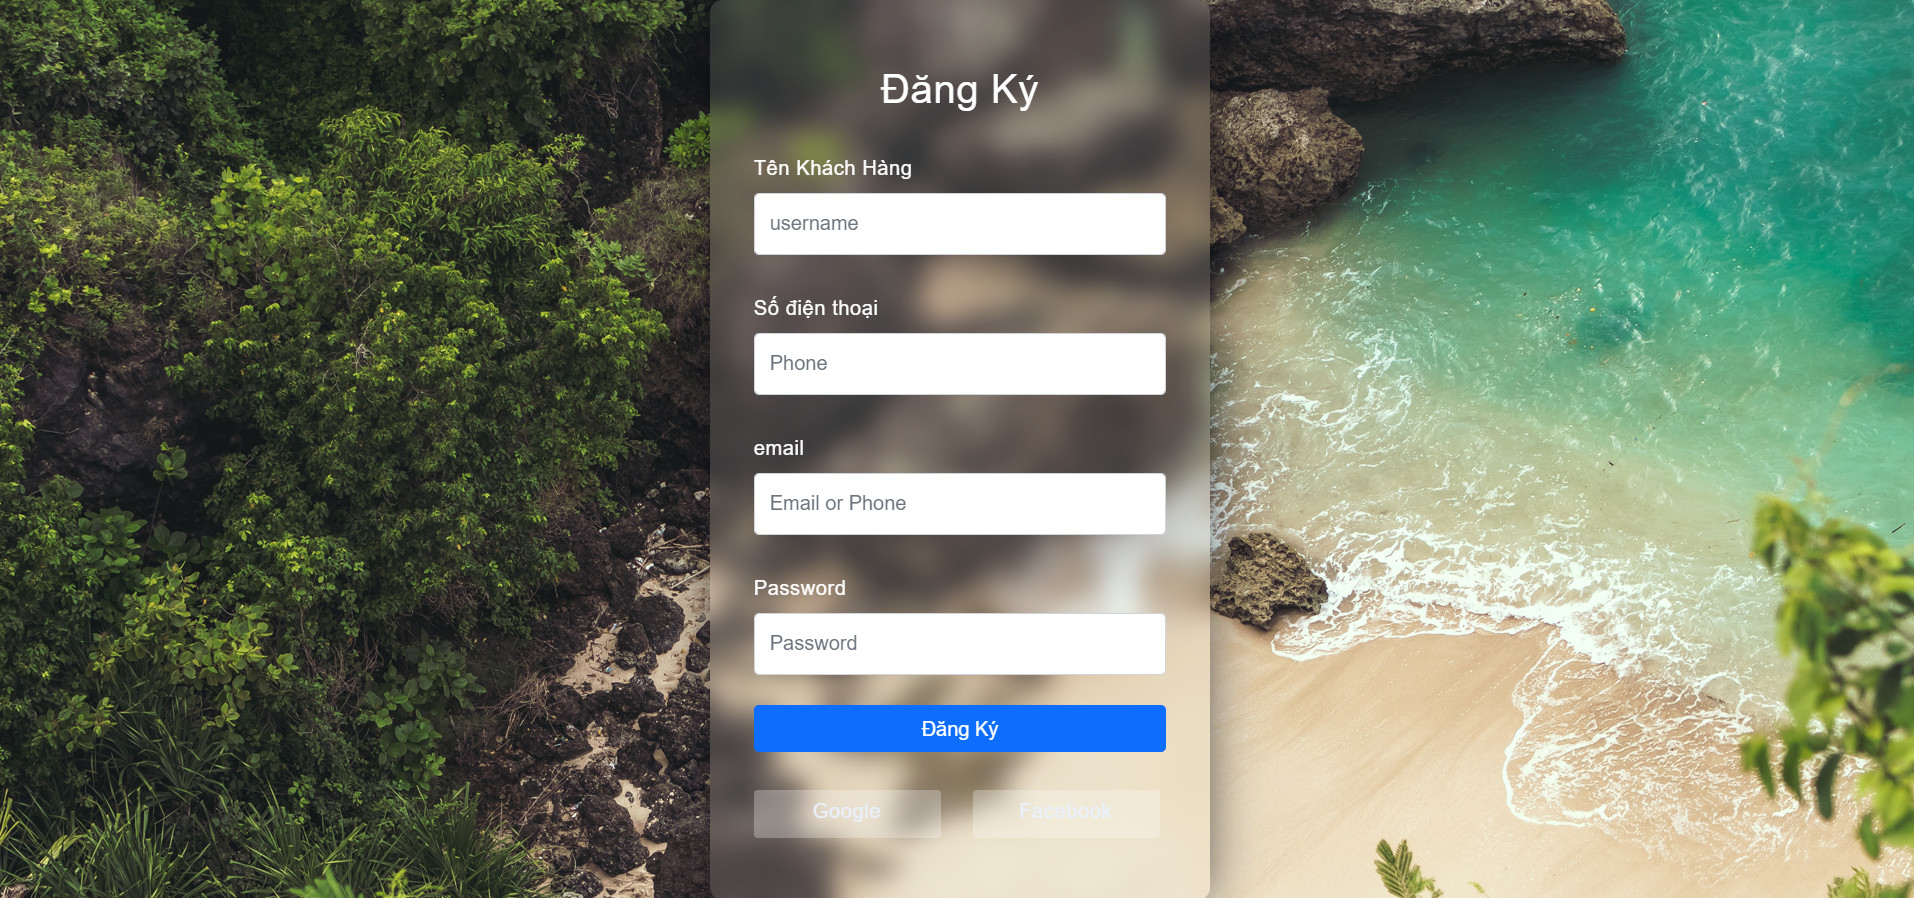 Đăng Ký
Tên Khách Hàng
username
Số điện thoại
Phone
email
Email or Phone
Password
Password
Đăng Ký
Google
Facebook